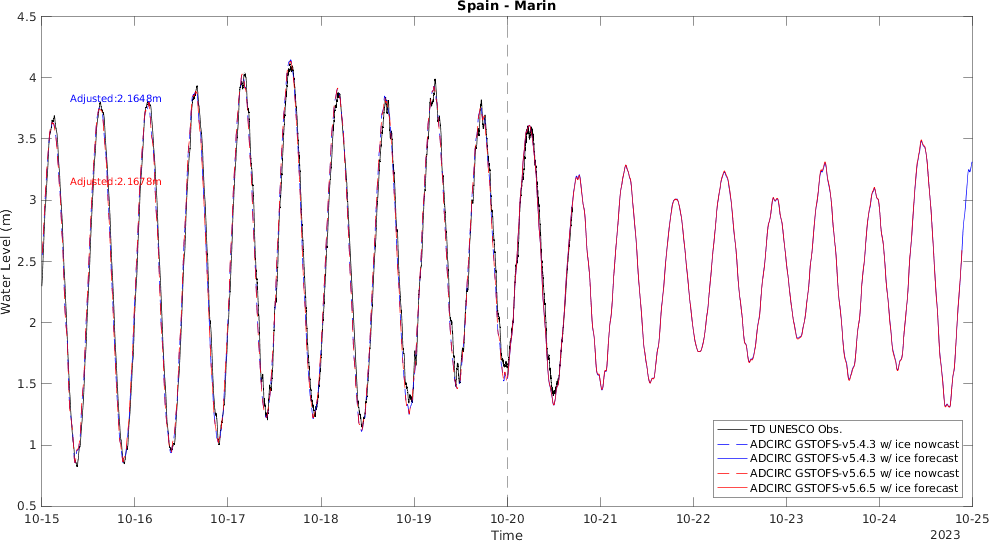 Spain - Marin
4.5
4
3.5
3
2.5
2
1.5
1
0.5
Water Level (m)
Adjusted:2.1648m
Adjusted:2.1678m
TD UNESCO Obs.
ADCIRC GSTOFS-v5.4.3 w/ ice nowcast
ADCIRC GSTOFS-v5.4.3 w/ ice forecast
ADCIRC GSTOFS-v5.6.5 w/ ice nowcast
ADCIRC GSTOFS-v5.6.5 w/ ice forecast
10-15 10-16 10-17 10-18 10-19 10-20 10-21 10-22 10-23 10-24 10-25
Time
2023